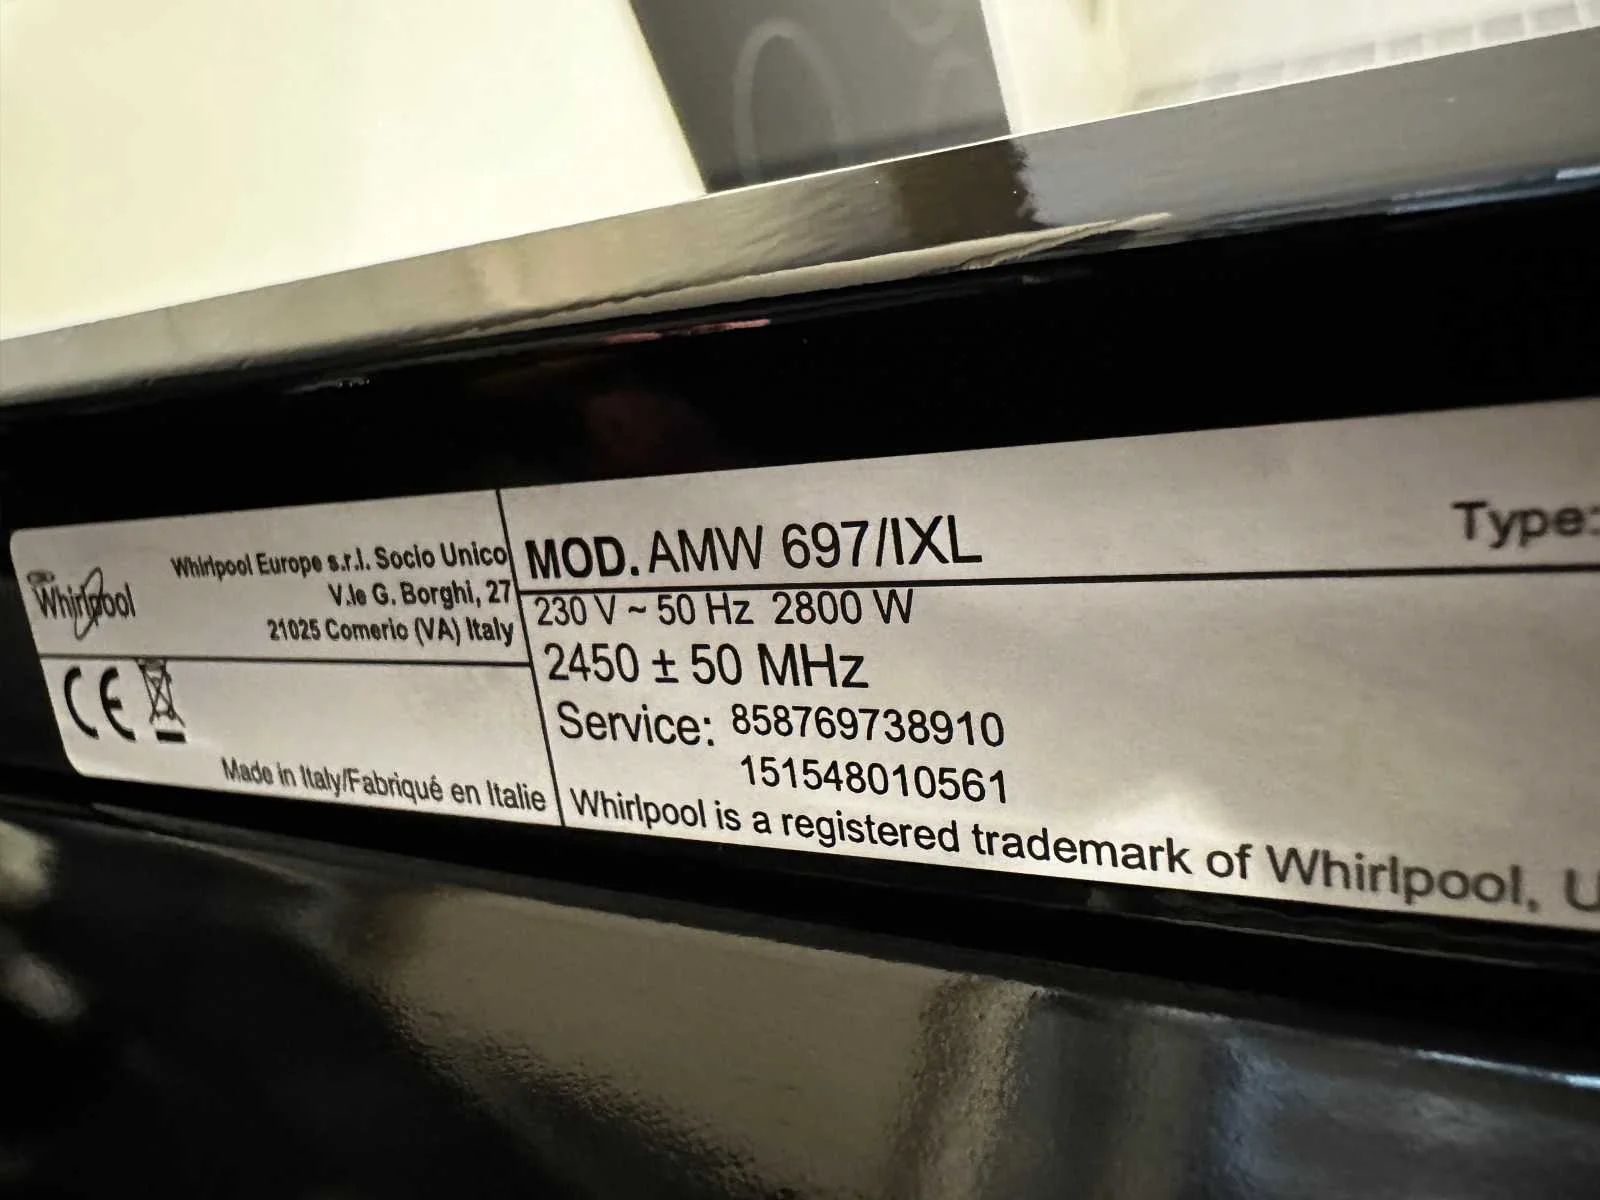 Whirlpool
Whirlpool Europe s.r.l. Socio Unico
V.le G. Borghi, 27
21025 Comerio (VA) Italy
CE
Made in Italy/Fabriqué en Italie
MOD. AMW 697/IXL
Type:
230 V ~ 50 Hz 2800 W
2450 ± 50 MHz
Service: 858769738910
151548010561
Whirlpool is a registered trademark of Whirlpool, U